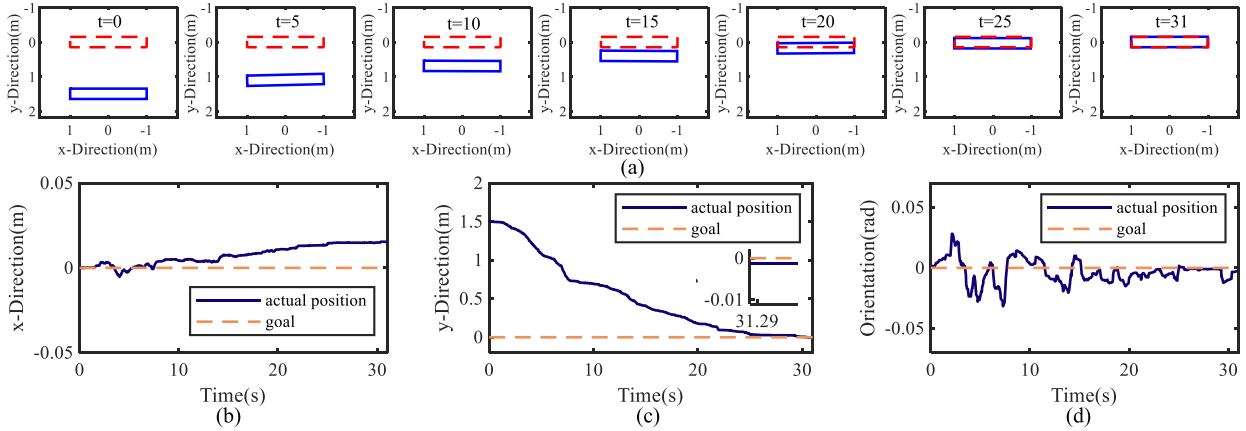 t=0
t=5
t=10
t=15
t=20
t=25
t=31
-1
0
1
2
y-Direction(m)
1 0 -1
x-Direction(m)
-1
0
1
2
y-Direction(m)
1 0 -1
x-Direction(m)
-1
0
1
2
y-Direction(m)
1 0 -1
x-Direction(m)
-1
0
1
2
y-Direction(m)
1 0 -1
x-Direction(m)
-1
0
1
2
y-Direction(m)
1 0 -1
x-Direction(m)
-1
0
1
2
y-Direction(m)
1 0 -1
x-Direction(m)
-1
0
1
2
y-Direction(m)
1 0 -1
x-Direction(m)
(a)
0.05
0
-0.05
x-Direction(m)
actual position
goal
0 10 20 30
Time(s)
(b)
2
1.5
1
0.5
0
y-Direction(m)
actual position
goal
0
-0.01
31.29
0 10 20 30
Time(s)
(c)
0.05
0
-0.05
Orientation(rad)
actual position
goal
0 10 20 30
Time(s)
(d)